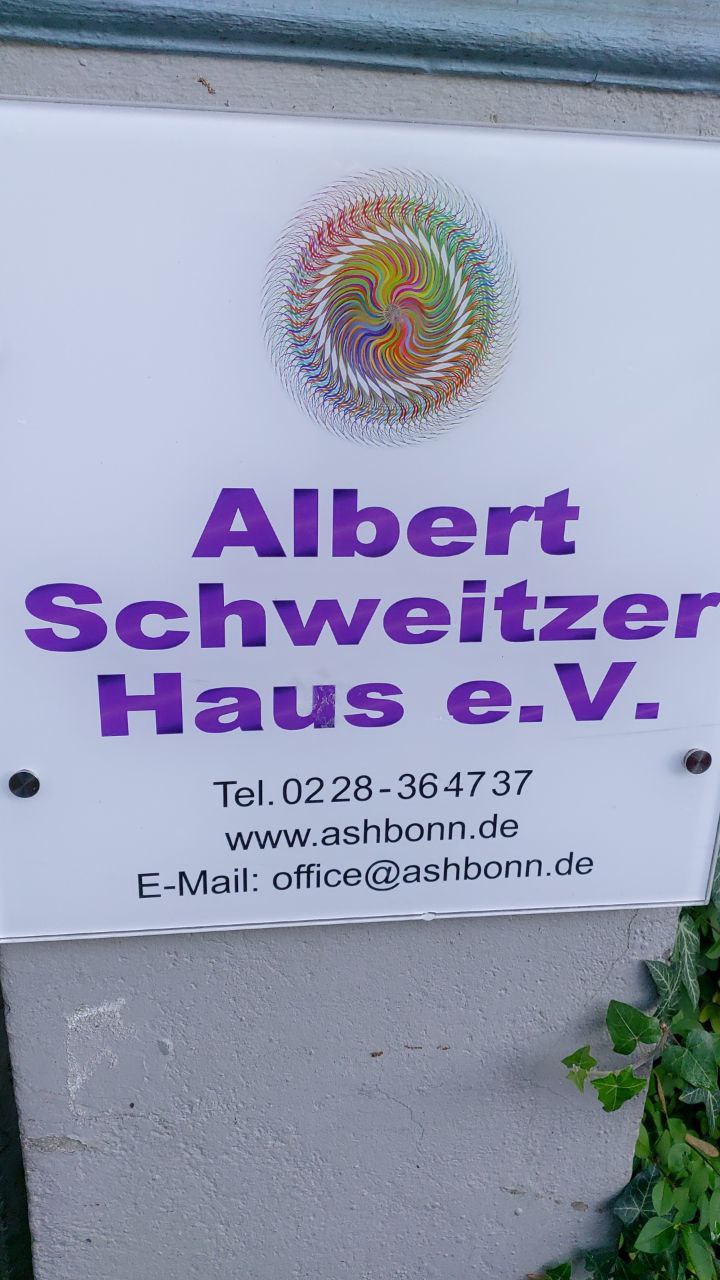 Albert
Schweitzer
Haus e.V.
Tel. 0228-364737
www.ashbonn.de
E-Mail: office@ashbonn.de